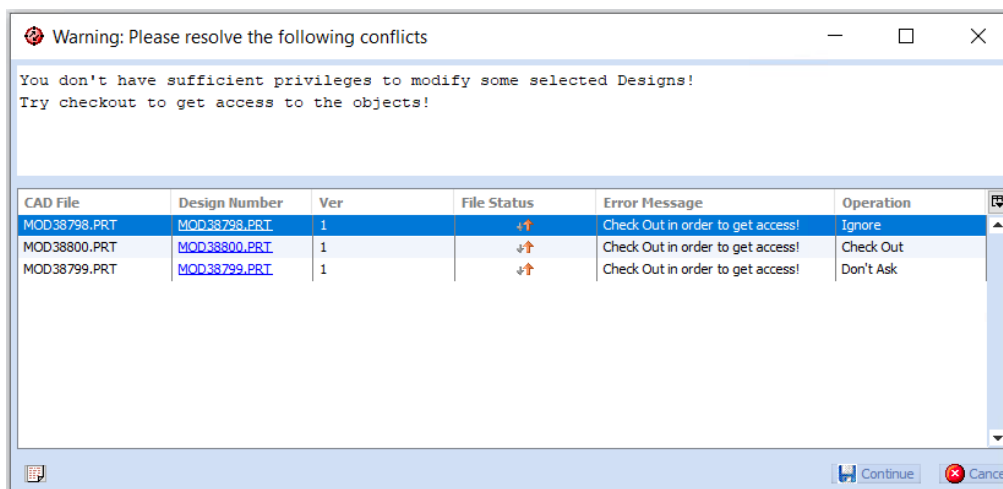 Warning: Please resolve the following conflicts
You don't have sufficient privileges to modify some selected Designs!
Try checkout to get access to the objects!
CAD File Design Number Ver File Status Error Message Operation
MOD38798.PRT MOD38798.PRT 1 Check Out in order to get access! Ignore
MOD38800.PRT MOD38800.PRT 1 Check Out in order to get access! Check Out
MOD38799.PRT MOD38799.PRT 1 Check Out in order to get access! Don't Ask
Continue Cance